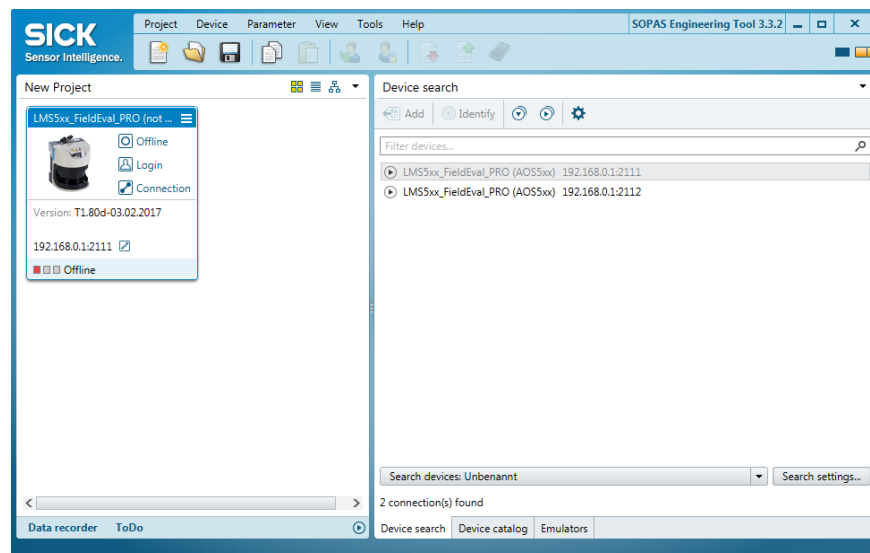 SICK
Sensor Intelligence.
Project Device Parameter View Tools Help
SOPAS Engineering Tool 3.3.2
New Project
LMS5xx_FieldEval_PRO (not ...
Offline
Login
Connection
Version: T1.80d-03.02.2017
192.168.0.1:2111
Offline
Data recorder ToDo
Device search
Add Identify
Filter devices...
LMS5xx_FieldEval_PRO (AOS5xx) 192.168.0.1:2111
LMS5xx_FieldEval_PRO (AOS5xx) 192.168.0.1:2112
Search devices: Unbenannt
Search settings...
2 connection(s) found
Device search Device catalog Emulators